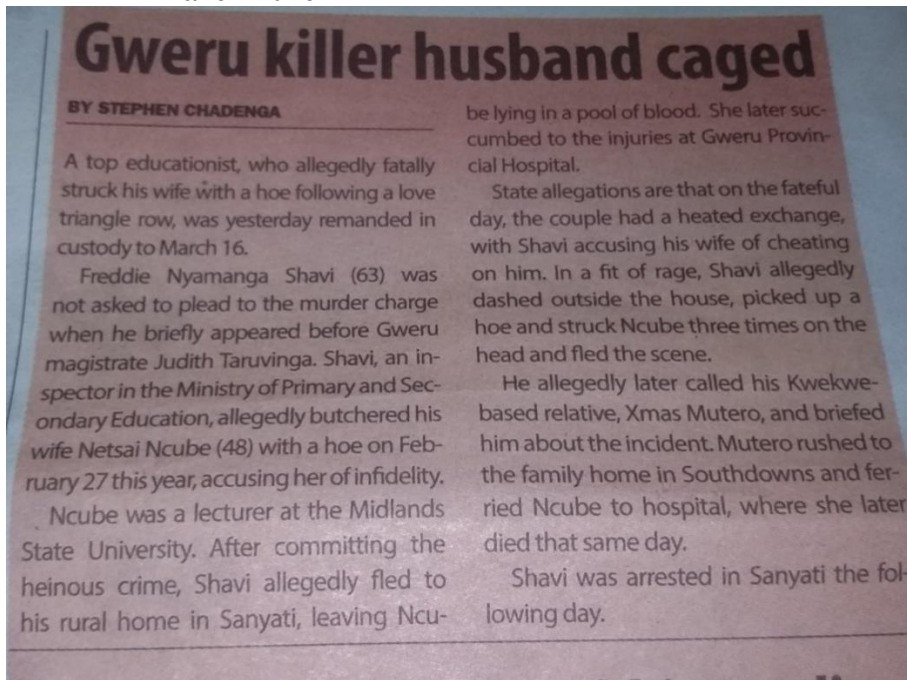 Gweru killer husband caged
BY STEPHEN CHADENGA
A top educationist, who allegedly fatally
struck his wife with a hoe following a love
triangle row, was yesterday remanded in
custody to March 16.
Freddie Nyamanga Shavi (63) was
not asked to plead to the murder charge
when he briefly appeared before Gweru
magistrate Judith Taruvinga. Shavi, an in-
spector in the Ministry of Primary and Sec-
ondary Education, allegedly butchered his
wife Netsai Ncube (48) with a hoe on Feb-
ruary 27 this year, accusing her of infidelity.
Ncube was a lecturer at the Midlands
State University. After committing the
heinous crime, Shavi allegedly fled to
his rural home in Sanyati, leaving Ncu-
be lying in a pool of blood. She later suc-
cumbed to the injuries at Gweru Provin-
cial Hospital.
State allegations are that on the fateful
day, the couple had a heated exchange,
with Shavi accusing his wife of cheating
on him. In a fit of rage, Shavi allegedly
dashed outside the house, picked up a
hoe and struck Ncube three times on the
head and fled the scene.
He allegedly later called his Kwekwe-
based relative, Xmas Mutero, and briefed
him about the incident. Mutero rushed to
the family home in Southdowns and fer-
ried Ncube to hospital, where she later
died that same day.
Shavi was arrested in Sanyati the fol-
lowing day.